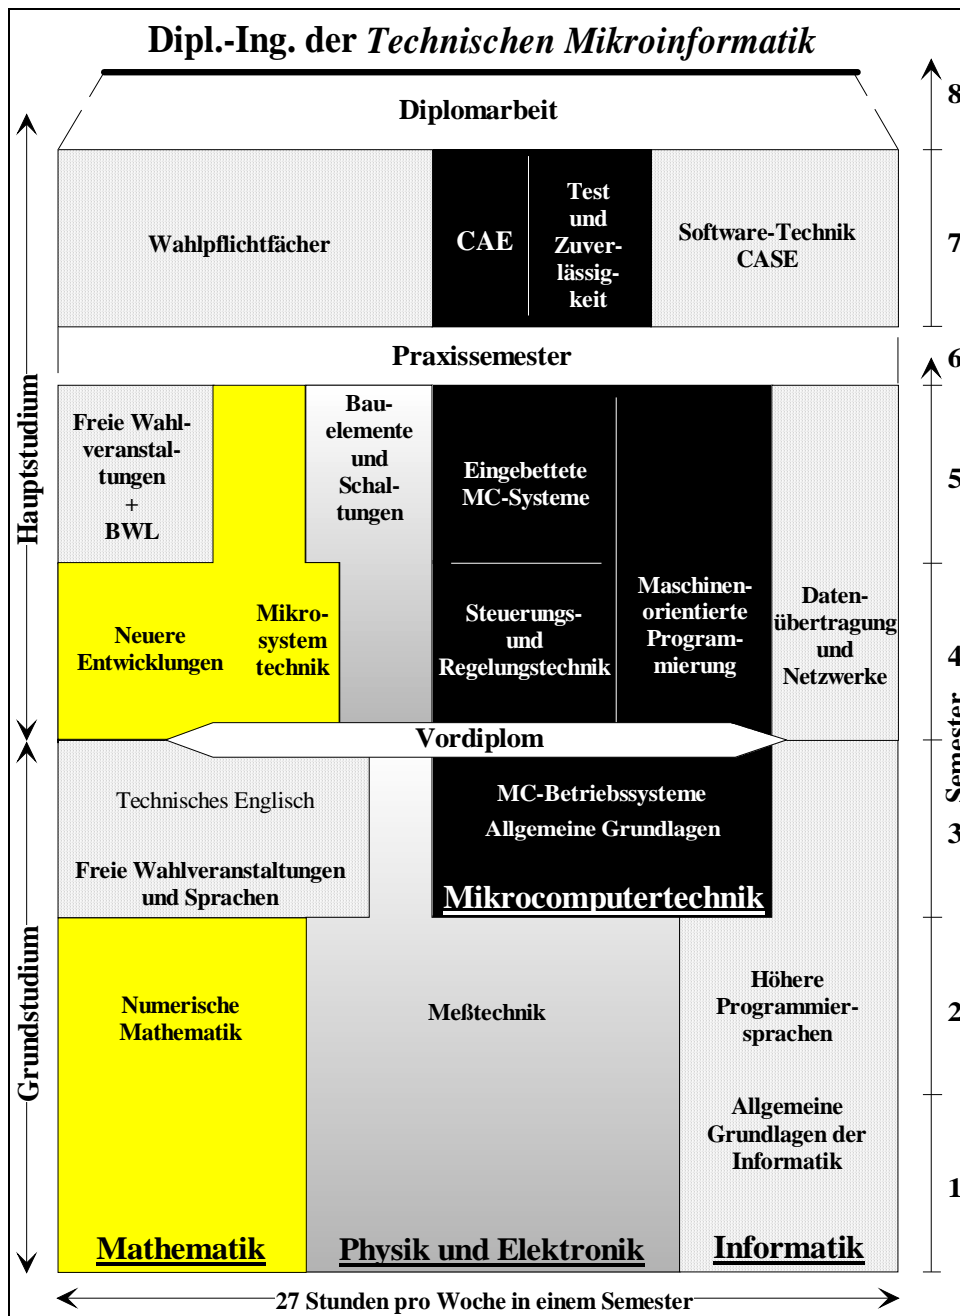 Dipl.-Ing. der Technischen Mikroinformatik
8
Diplomarbeit
Wahlpflichtfächer
CAE
Test
und
Zuver-
lässig-
keit
Software-Technik
CASE
7
Praxissemester
6
Hauptstudium
Freie Wahl-
veranstal-
tungen
+
BWL
Bau-
elemente
und
Schal-
tungen
Eingebettete
MC-Systeme
5
Neuere
Entwicklungen
Mikro-
system
technik
Steuerungs-
und
Regelungstechnik
Maschinen-
orientierte
Program-
mierung
Daten-
übertragung
und
Netzwerke
4
Vordiplom
Semester
Technisches Englisch
Freie Wahlveranstaltungen
und Sprachen
MC-Betriebssysteme
Allgemeine Grundlagen
Mikrocomputertechnik
3
Grundstudium
Numerische
Mathematik
Meßtechnik
Höhere
Programmier-
sprachen
2
Allgemeine
Grundlagen der
Informatik
1
Mathematik
Physik und Elektronik
Informatik
27 Stunden pro Woche in einem Semester